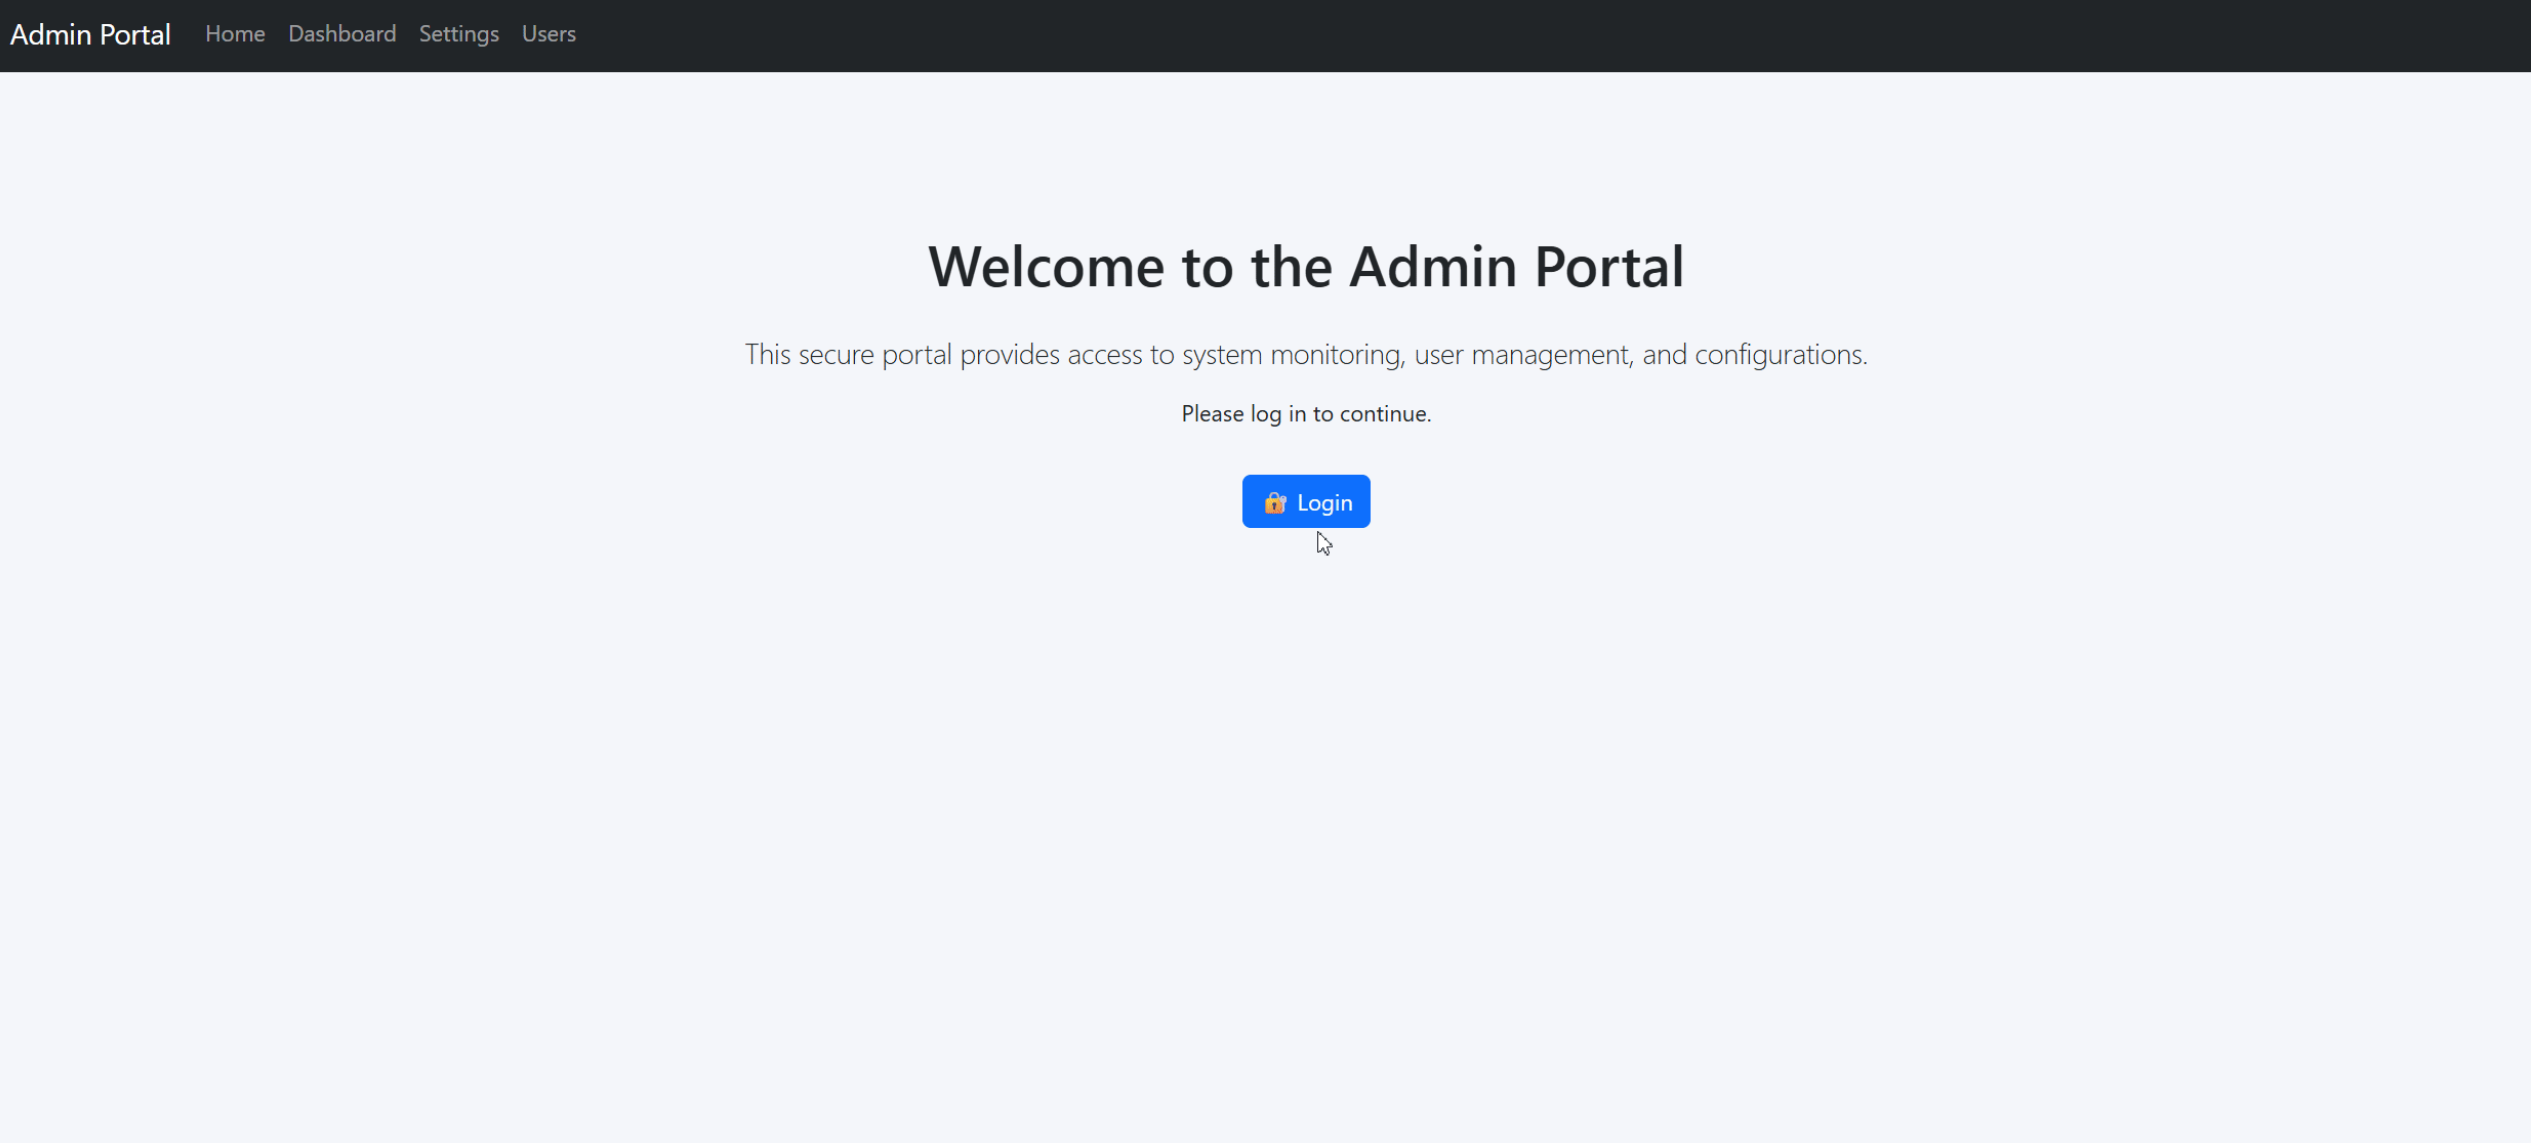 Admin Portal Home Dashboard Settings Users
Welcome to the Admin Portal
This secure portal provides access to system monitoring, user management, and configurations.
Please log in to continue.
🔐 Login